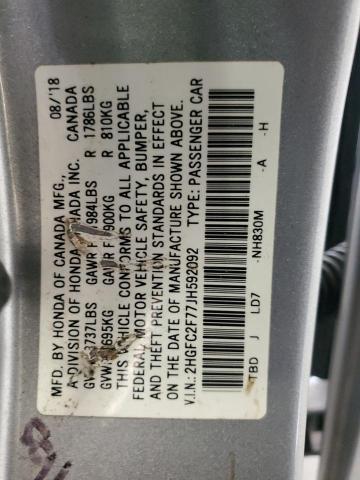 MFD. BY HONDA OF CANADA MFG., 08/'18
A DIVISION OF HONDA CANADA INC. CANADA
3737LBS GAWR F 1984LBS R 1786LBS
GVWR 1695KG GAWR F 900KG R 810KG
THIS VEHICLE CONFORMS TO ALL APPLICABLE
FEDERAL MOTOR VEHICLE SAFETY, BUMPER,
AND THEFT PREVENTION STANDARDS IN EFFECT
ON THE DATE OF MANUFACTURE SHOWN ABOVE.
V.I.N.: 2HGFC2F77JH592092 TYPE: PASSENGER CAR
TBD J LD7 -NH830M -A -H